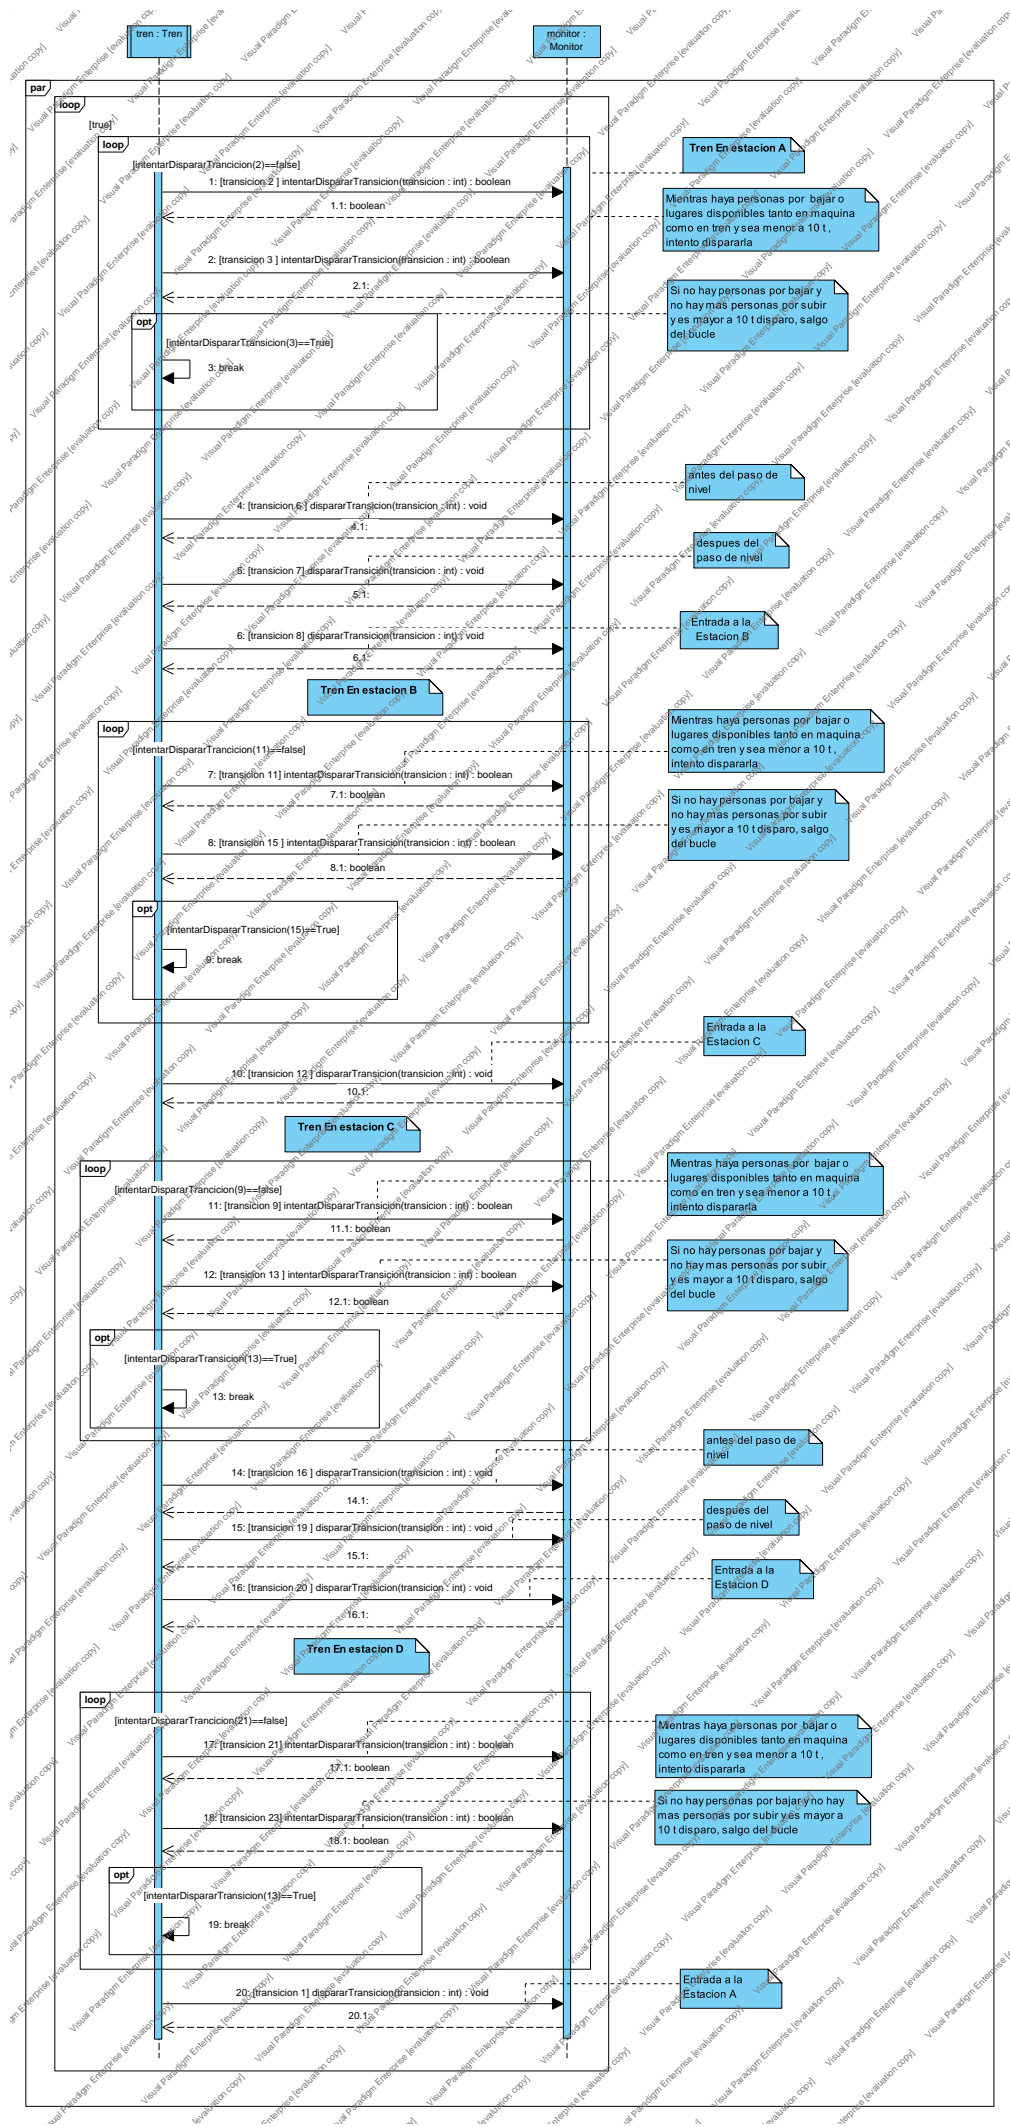 tren : Tren
monitor :
Monitor
par
loop
[true]
loop
Tren En estacion A
[intentarDispararTrancicion(2)==false]
1: [transicion 2 ] intentarDispararTransicion(transicion : int) : boolean
1.1: boolean
Mientras haya personas por bajar o
lugares disponibles tanto en maquina
como en tren y sea menor a 10 t ,
intento dispararla
2: [transicion 3 ] intentarDispararTransicion(transicion : int) : boolean
2.1:
Si no hay personas por bajar y
no hay mas personas por subir
y es mayor a 10 t disparo, salgo
del bucle
opt
[intentarDispararTransicion(3)==True]
3: break
antes del paso de
nivel
4: [transicion 6 ] dispararTransicion(transicion : int) : void
4.1:
despues del
paso de nivel
5: [transicion 7] dispararTransicion(transicion : int) : void
5.1:
Entrada a la
Estacion B
6: [transicion 8] dispararTransicion(transicion : int) : void
6.1:
Tren En estacion B
loop
[intentarDispararTrancicion(11)==false]
Mientras haya personas por bajar o
lugares disponibles tanto en maquina
como en tren y sea menor a 10 t ,
intento dispararla
7: [transicion 11] intentarDispararTransicion(transicion : int) : boolean
7.1: boolean
Si no hay personas por bajar y
no hay mas personas por subir
y es mayor a 10 t disparo, salgo
del bucle
8: [transicion 15 ] intentarDispararTransicion(transicion : int) : boolean
8.1: boolean
opt
[intentarDispararTransicion(15)==True]
9: break
Entrada a la
Estacion C
10: [transicion 12 ] dispararTransicion(transicion : int) : void
10.1:
Tren En estacion C
loop
[intentarDispararTrancicion(9)==false]
Mientras haya personas por bajar o
lugares disponibles tanto en maquina
como en tren y sea menor a 10 t ,
intento dispararla
11: [transicion 9] intentarDispararTransicion(transicion : int) : boolean
11.1: boolean
Si no hay personas por bajar y
no hay mas personas por subir
y es mayor a 10 t disparo, salgo
del bucle
12: [transicion 13 ] intentarDispararTransicion(transicion : int) : boolean
12.1: boolean
opt
[intentarDispararTransicion(13)==True]
13: break
antes del paso de
nivel
14: [transicion 16 ] dispararTransicion(transicion : int) : void
14.1:
despues del
paso de nivel
15: [transicion 19 ] dispararTransicion(transicion : int) : void
15.1:
Entrada a la
Estacion D
16: [transicion 20 ] dispararTransicion(transicion : int) : void
16.1:
Tren En estacion D
loop
[intentarDispararTrancicion(21)==false]
Mientras haya personas por bajar o
lugares disponibles tanto en maquina
como en tren y sea menor a 10 t ,
intento dispararla
17: [transicion 21] intentarDispararTransicion(transicion : int) : boolean
17.1: boolean
Si no hay personas por bajar y no hay
mas personas por subir y es mayor a
10 t disparo, salgo del bucle
18: [transicion 23] intentarDispararTransicion(transicion : int) : boolean
18.1: boolean
opt
[intentarDispararTransicion(13)==True]
19: break
Entrada a la
Estacion A
20: [transicion 1] dispararTransicion(transicion : int) : void
20.1:
Visual Paradigm Enterprise [evaluation copy]